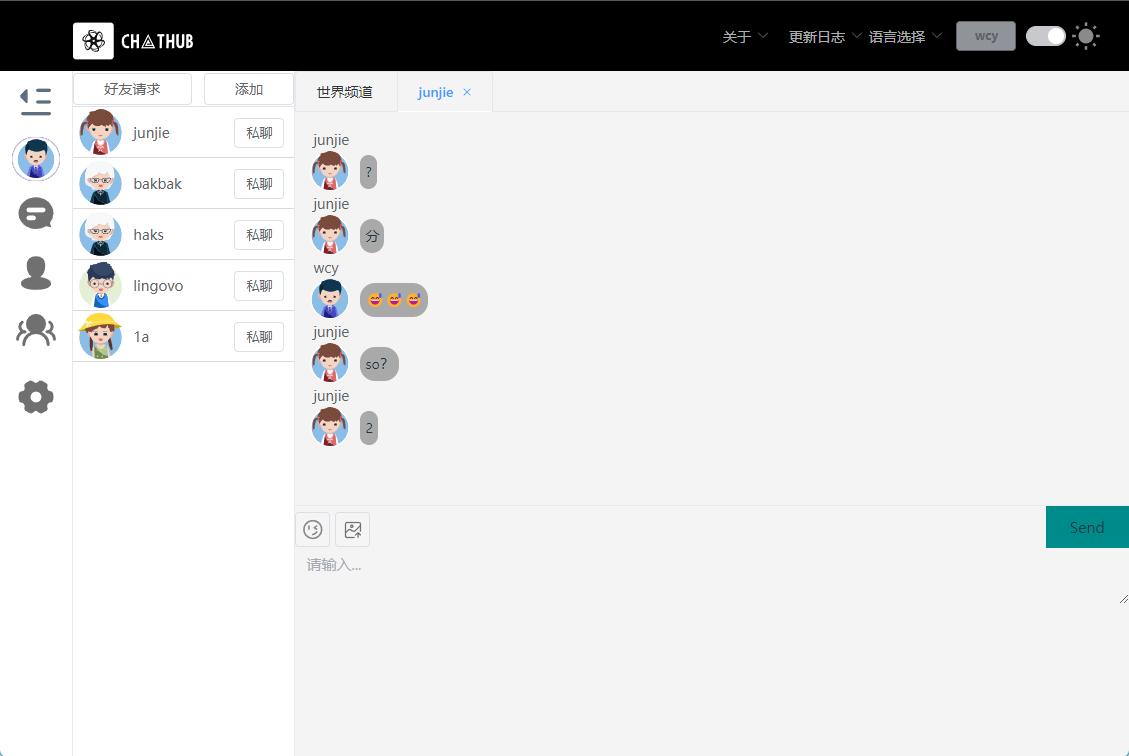 CHATHUB
关于
更新日志
语言选择
wcy
好友请求
添加
世界频道
junjie ×
junjie
私聊
bakbak
私聊
haks
私聊
lingovo
私聊
1a
私聊
junjie
?
junjie
分
wcy
😅😅😅
junjie
so?
junjie
2
Send
请输入...